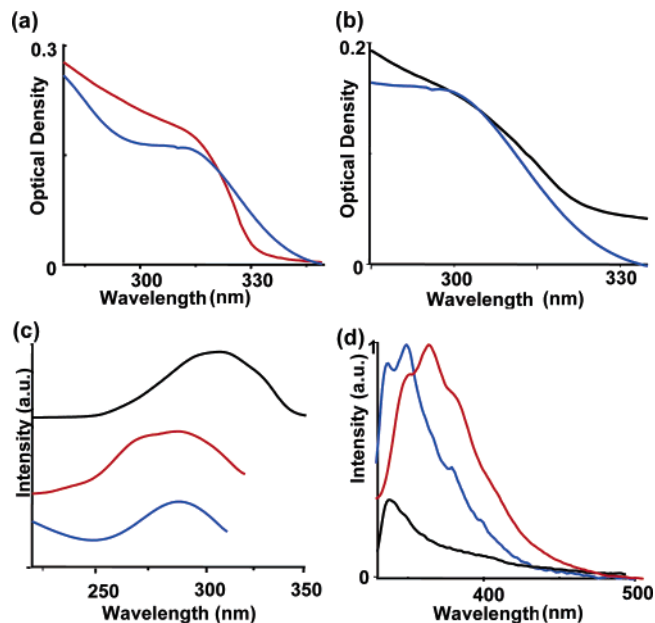 (a)
0.3
Optical Density
0
300
330
Wavelength (nm)
(b)
0.2
Optical Density
0
300
330
Wavelength (nm)
(c)
Intensity (a.u.)
250
300
350
Wavelength (nm)
(d)
1
Intensity (a.u.)
0
400
500
Wavelength (nm)